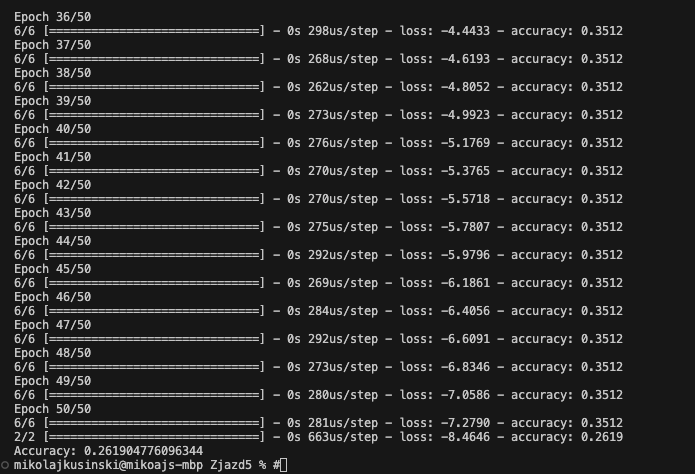 Epoch 36/50
6/6 [==============================] - 0s 298us/step - loss: -4.4433 - accuracy: 0.3512
Epoch 37/50
6/6 [==============================] - 0s 268us/step - loss: -4.6193 - accuracy: 0.3512
Epoch 38/50
6/6 [==============================] - 0s 262us/step - loss: -4.8052 - accuracy: 0.3512
Epoch 39/50
6/6 [==============================] - 0s 273us/step - loss: -4.9923 - accuracy: 0.3512
Epoch 40/50
6/6 [==============================] - 0s 276us/step - loss: -5.1769 - accuracy: 0.3512
Epoch 41/50
6/6 [==============================] - 0s 270us/step - loss: -5.3765 - accuracy: 0.3512
Epoch 42/50
6/6 [==============================] - 0s 270us/step - loss: -5.5718 - accuracy: 0.3512
Epoch 43/50
6/6 [==============================] - 0s 275us/step - loss: -5.7807 - accuracy: 0.3512
Epoch 44/50
6/6 [==============================] - 0s 292us/step - loss: -5.9796 - accuracy: 0.3512
Epoch 45/50
6/6 [==============================] - 0s 269us/step - loss: -6.1861 - accuracy: 0.3512
Epoch 46/50
6/6 [==============================] - 0s 284us/step - loss: -6.4056 - accuracy: 0.3512
Epoch 47/50
6/6 [==============================] - 0s 292us/step - loss: -6.6091 - accuracy: 0.3512
Epoch 48/50
6/6 [==============================] - 0s 273us/step - loss: -6.8346 - accuracy: 0.3512
Epoch 49/50
6/6 [==============================] - 0s 280us/step - loss: -7.0586 - accuracy: 0.3512
Epoch 50/50
6/6 [==============================] - 0s 281us/step - loss: -7.2790 - accuracy: 0.3512
2/2 [==============================] - 0s 663us/step - loss: -8.4646 - accuracy: 0.2619
Accuracy: 0.261904776096344
mikolajkusinski@mikoajs-mbp Zjazd5 % #